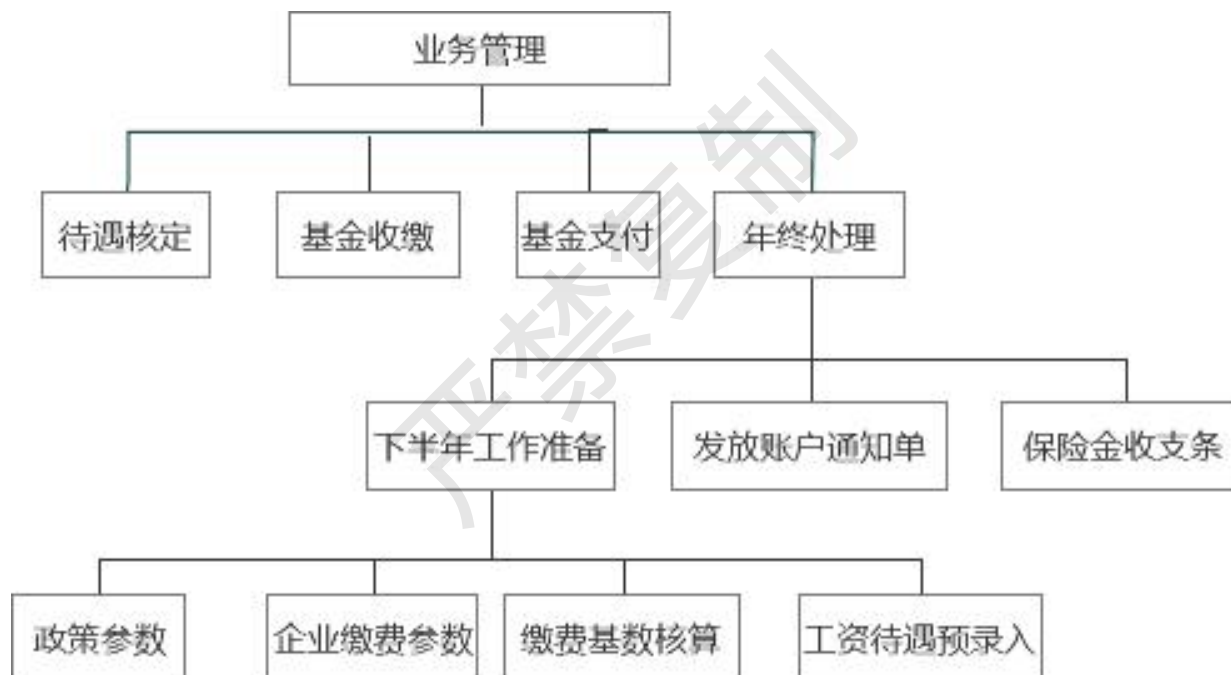 业务管理
待遇核定
基金收缴
基金支付
年终处理
下半年工作准备
发放账户通知单
保险金收支条
政策参数
企业缴费参数
缴费基数核算
工资待遇预录入
严禁复制